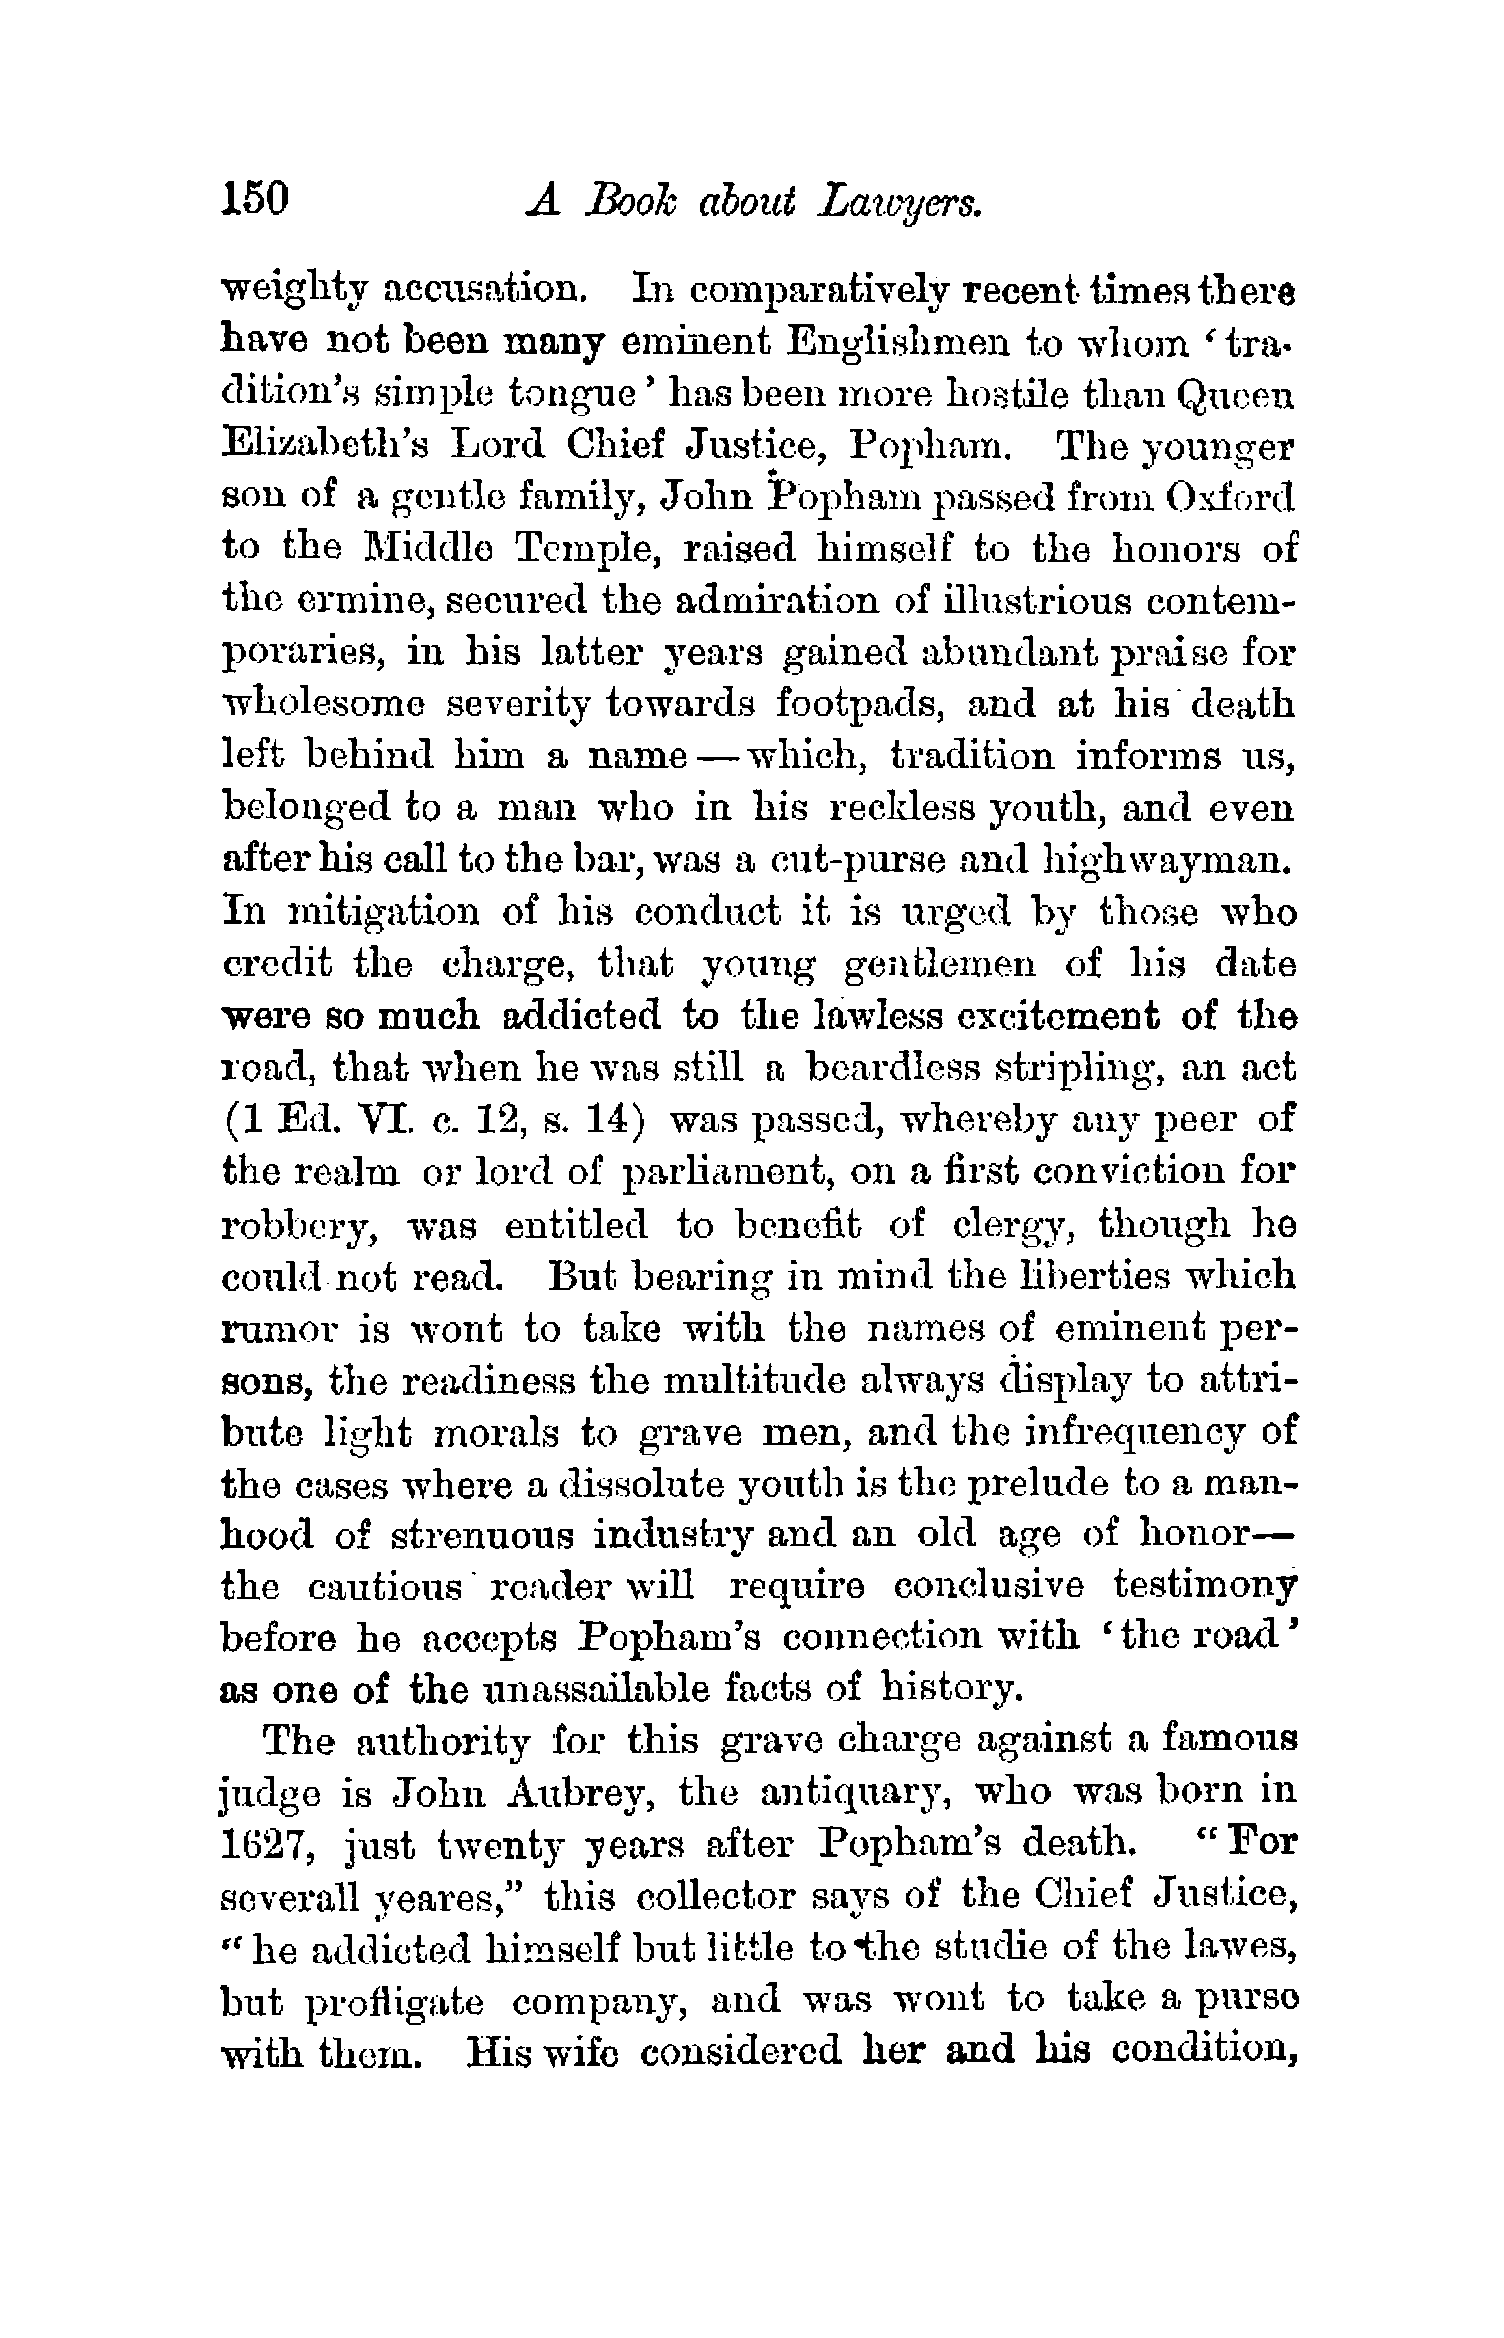 150 A Book about Lawyers.
weighty accusation. In comparatively recent times there
have not been many eminent Englishmen to whom ‘tra-
dition’s simple tongue’ has been more hostile than Queen
Elizabeth’s Lord Chief Justice, Popham. The younger
son of a gentle family, John Popham passed from Oxford
to the Middle Temple, raised himself to the honors of
the ermine, secured the admiration of illustrious contem-
poraries, in his latter years gained abundant praise for
wholesome severity towards footpads, and at his death
left behind him a name—which, tradition informs us,
belonged to a man who in his reckless youth, and even
after his call to the bar, was a cut-purse and highwayman.
In mitigation of his conduct it is urged by those who
credit the charge, that young gentlemen of his date
were so much addicted to the lawless excitement of the
road, that when he was still a beardless stripling, an act
(1 Ed. VI. c. 12, s. 14) was passed, whereby any peer of
the realm or lord of parliament, on a first conviction for
robbery, was entitled to benefit of clergy, though he
could not read. But bearing in mind the liberties which
rumor is wont to take with the names of eminent per-
sons, the readiness the multitude always display to attri-
bute light morals to grave men, and the infrequency of
the cases where a dissolute youth is the prelude to a man-
hood of strenuous industry and an old age of honor—
the cautious reader will require conclusive testimony
before he accepts Popham’s connection with ‘the road’
as one of the unassailable facts of history.
The authority for this grave charge against a famous
judge is John Aubrey, the antiquary, who was born in
1627, just twenty years after Popham’s death. “For
severall yeares,” this collector says of the Chief Justice,
“he addicted himself but little to the studie of the lawes,
but profligate company, and was wont to take a purse
with them. His wife considered her and his condition,